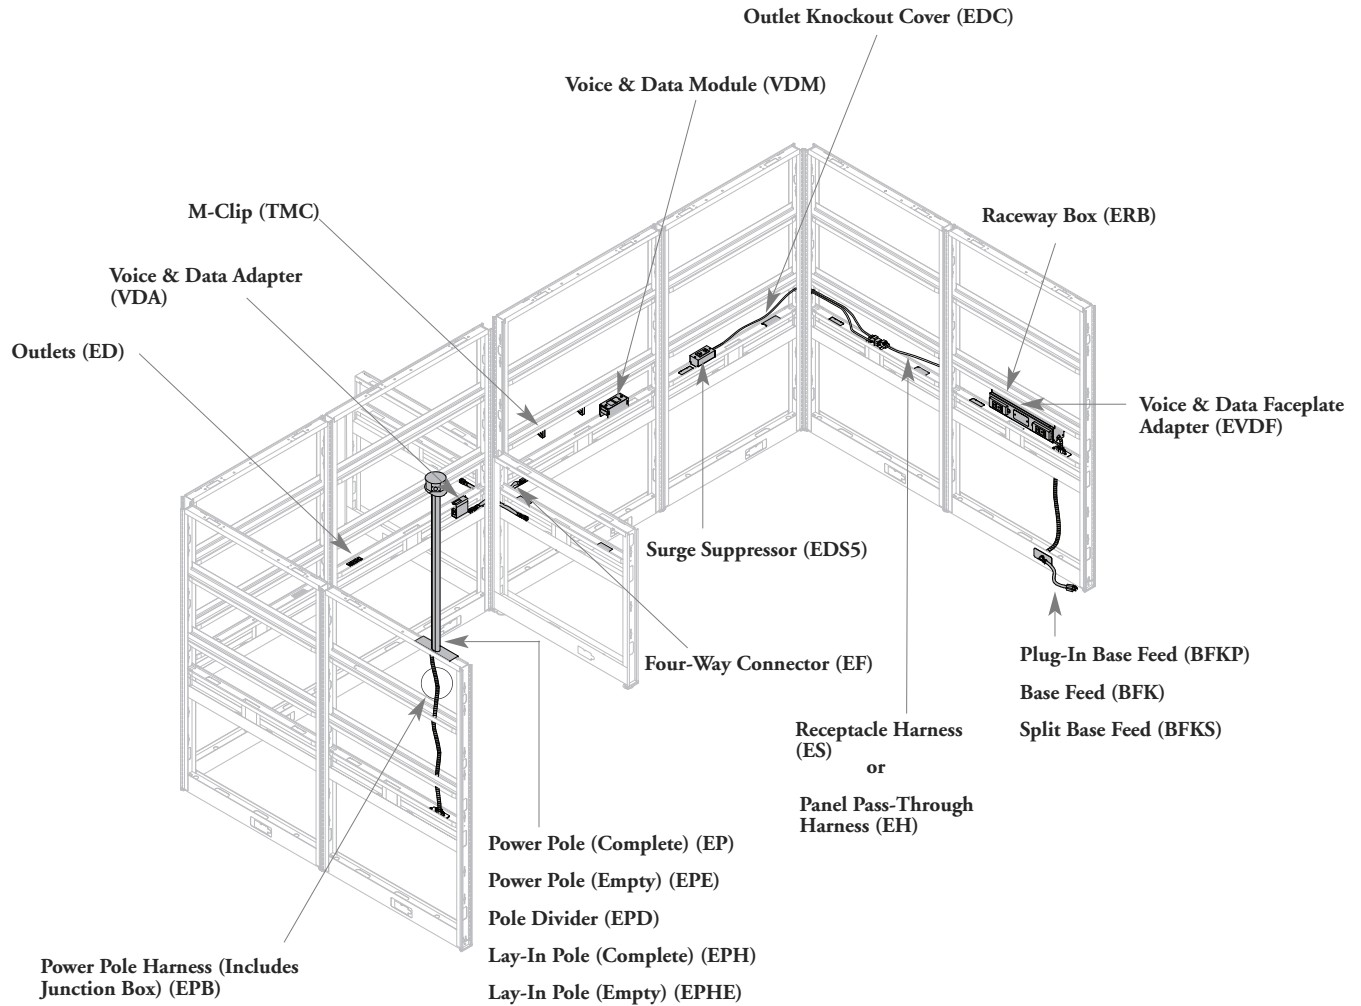 Outlet Knockout Cover (EDC)
Voice & Data Module (VDM)
M-Clip (TMC)
Raceway Box (ERB)
Voice & Data Adapter
(VDA)
Outlets (ED)
Voice & Data Faceplate
Adapter (EVDF)
Surge Suppressor (EDS5)
Four-Way Connector (EF)
Plug-In Base Feed (BFKP)
Base Feed (BFK)
Split Base Feed (BFKS)
Receptacle Harness
(ES)
or
Panel Pass-Through
Harness (EH)
Power Pole (Complete) (EP)
Power Pole (Empty) (EPE)
Pole Divider (EPD)
Lay-In Pole (Complete) (EPH)
Lay-In Pole (Empty) (EPHE)
Power Pole Harness (Includes
Junction Box) (EPB)